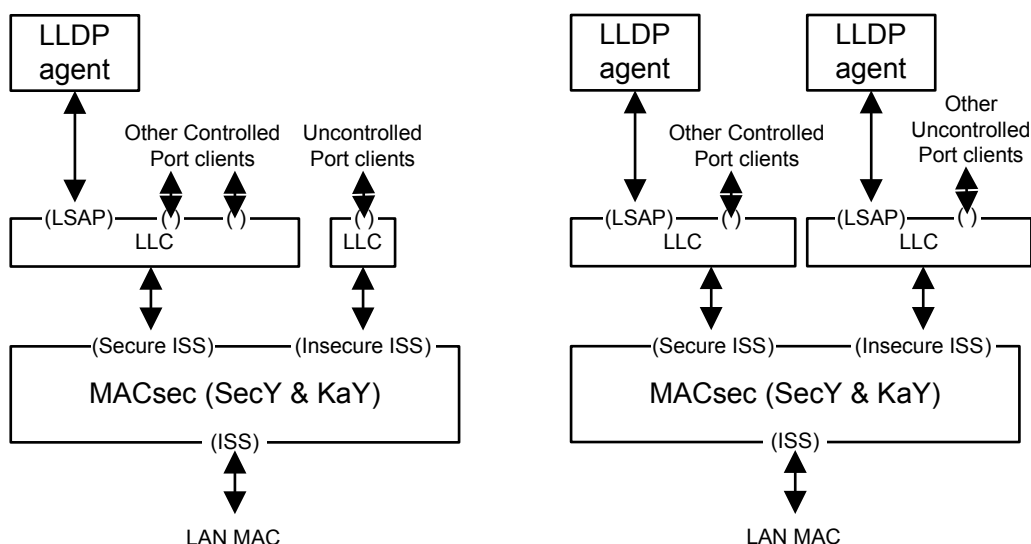 LLDP
agent
Other Controlled
Port clients
Uncontrolled
Port clients
(LSAP) ( ) ( ) ( )
LLC LLC
(Secure ISS) (Insecure ISS)
MACsec (SecY & KaY)
(ISS)
LAN MAC
LLDP
agent
LLDP
agent
Other Controlled
Port clients
Other
Uncontrolled
Port clients
(LSAP) ( ) (LSAP) ( )
LLC LLC
(Secure ISS) (Insecure ISS)
MACsec (SecY & KaY)
(ISS)
LAN MAC